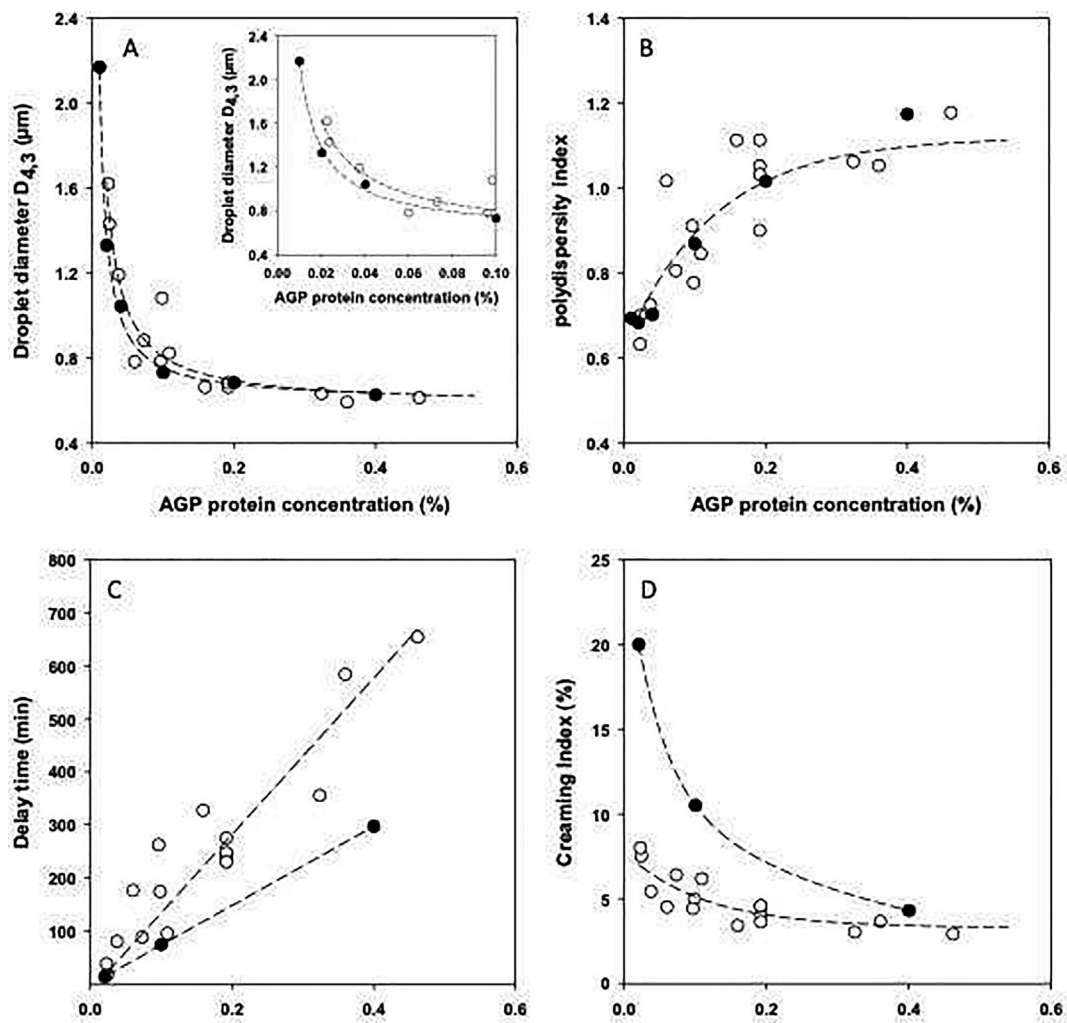 A
Droplet diameter D4,3 (µm)
2.4
2.0
1.6
1.2
0.8
0.4
0.0 0.2 0.4 0.6
AGP protein concentration (%)
Droplet diameter D4,3 (µm)
2.4
2.0
1.6
1.2
0.8
0.4
0.00 0.02 0.04 0.06 0.08 0.10
AGP protein concentration (%)
B
polydispersity index
1.4
1.2
1.0
0.8
0.6
0.4
0.0 0.2 0.4 0.6
AGP protein concentration (%)
C
Delay time (min)
800
700
600
500
400
300
200
100
0.0 0.2 0.4 0.6
D
Creaming Index (%)
25
20
15
10
5
0
0.0 0.2 0.4 0.6